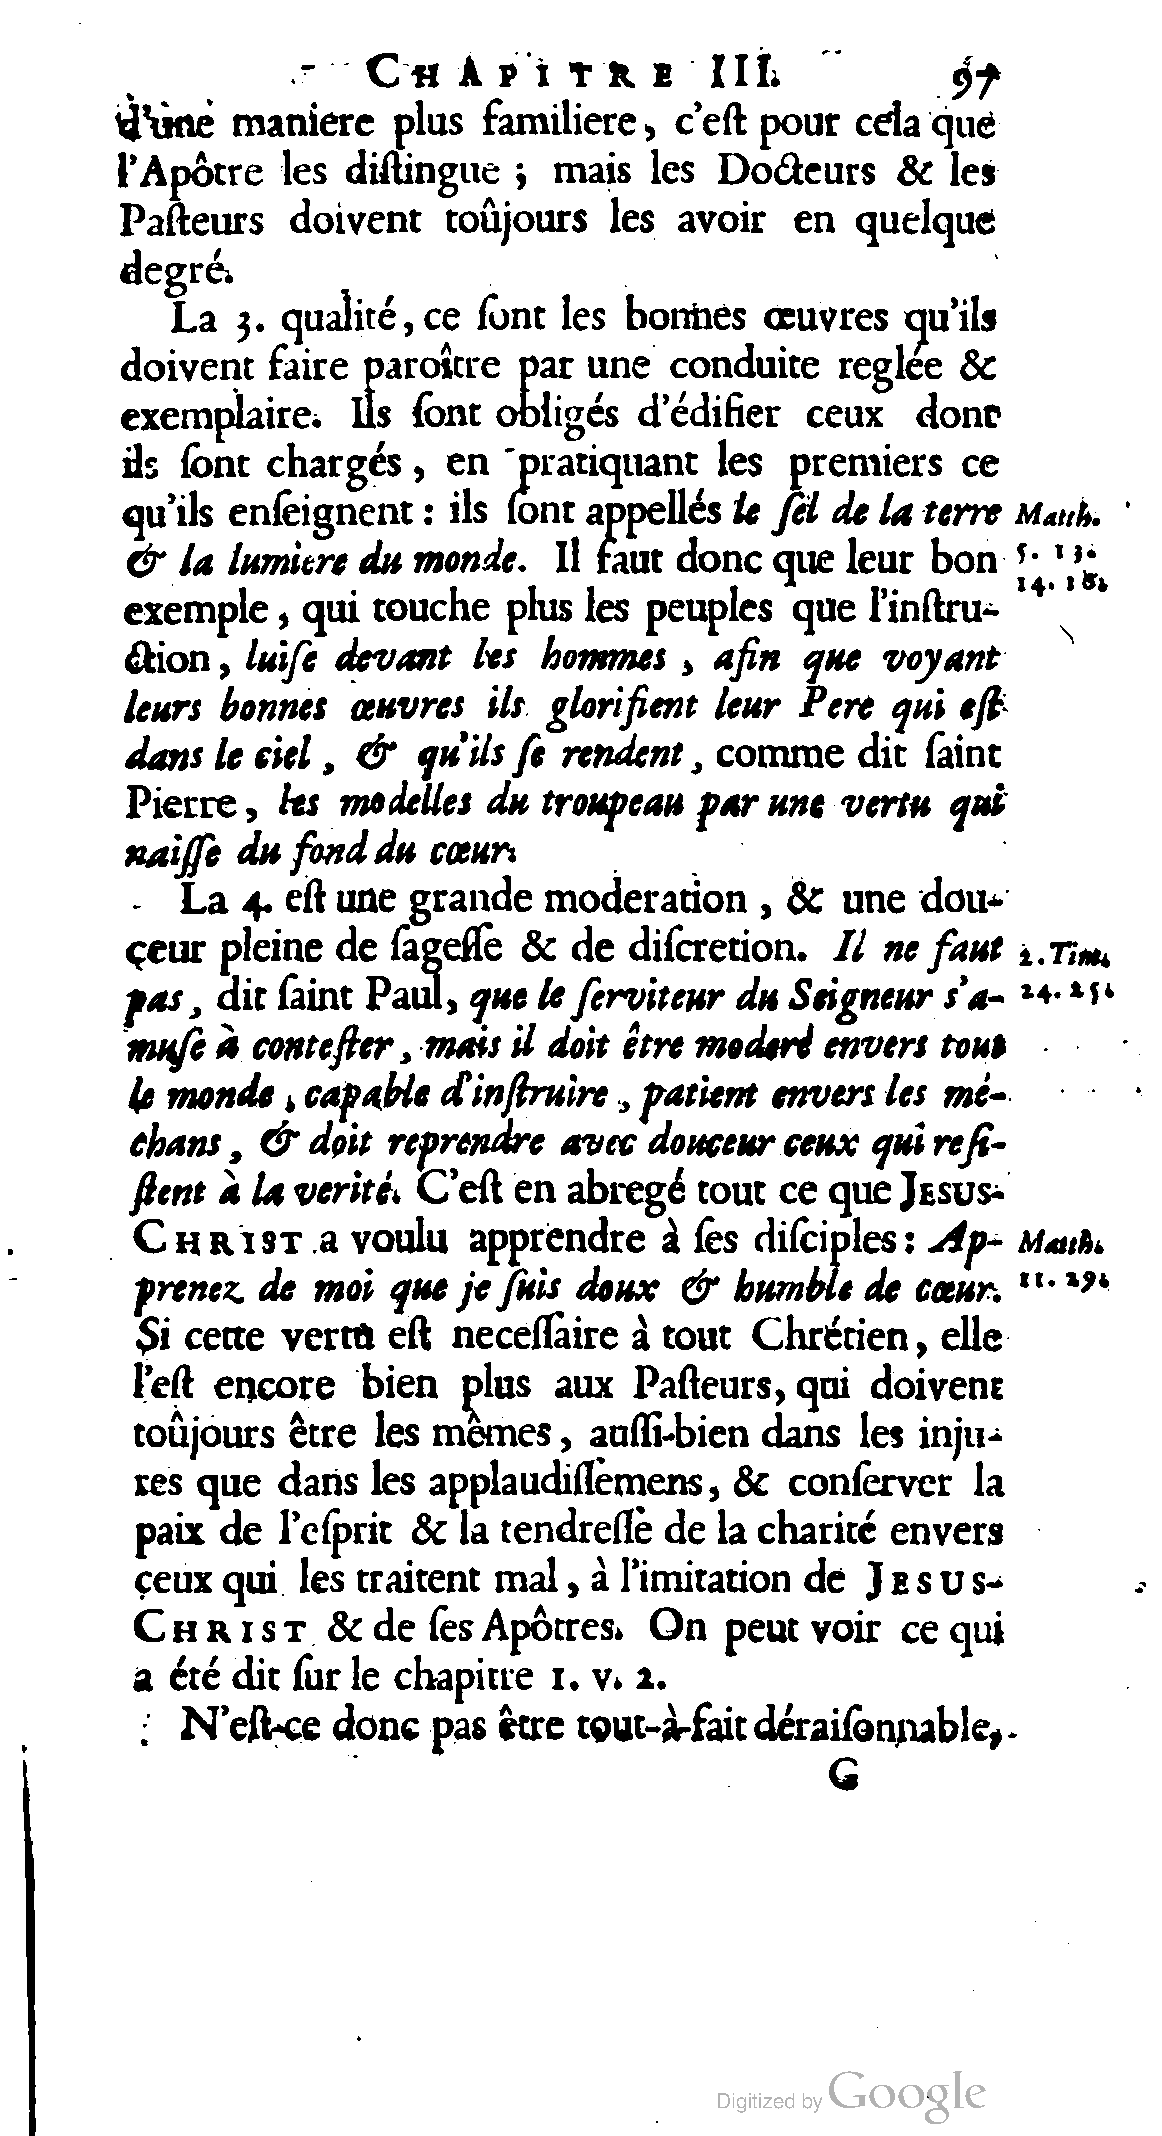 CHAPITRE III. 97
d'une maniere plus familiere, c'eſt pour cela que
l'Apôtre les diſtingue ; mais les Docteurs & les
Paſteurs doivent toûjours les avoir en quelque
degré.
La 3. qualité, ce ſont les bonnes œuvres qu'ils
doivent faire paroître par une conduite reglée &
exemplaire. Ils ſont obligés d'édifier ceux dont
ils ſont chargés, en pratiquant les premiers ce
qu'ils enſeignent : ils ſont appellés le ſel de la terre Matth.
& la lumiere du monde. Il faut donc que leur bon 5. 13.
14. 16.
exemple, qui touche plus les peuples que l'inſtru-
ction, luiſe devant les hommes, afin que voyant
leurs bonnes œuvres ils glorifient leur Pere qui eſt
dans le ciel, & qu'ils ſe rendent, comme dit ſaint
Pierre, les modelles du troupeau par une vertu qui
naiſſe du fond du cœur.
La 4. eſt une grande moderation, & une dou-
çeur pleine de ſageſſe & de diſcretion. Il ne faut 2. Tim.
pas, dit ſaint Paul, que le ſerviteur du Seigneur s'a- 24. 25.
muſe à conteſter, mais il doit être moderé envers tout
le monde, capable d'inſtruire, patient envers les mé-
chans, & doit reprendre avec douceur ceux qui reſi-
ſtent à la verité. C'eſt en abregé tout ce que JESUS-
CHRIST a voulu apprendre à ſes diſciples : Ap- Matth.
prenez de moi que je ſuis doux & humble de cœur. 11. 29.
Si cette vertu eſt neceſſaire à tout Chrétien, elle
l'eſt encore bien plus aux Paſteurs, qui doivent
toûjours être les mêmes, auſſi-bien dans les inju-
res que dans les applaudiſſemens, & conſerver la
paix de l'eſprit & la tendreſſe de la charité envers
çeux qui les traitent mal, à l'imitation de JESUS-
CHRIST & de ſes Apôtres. On peut voir ce qui
a été dit ſur le chapitre 1. v. 2.
N'eſt-ce donc pas être tout-à-fait déraiſonnable,
G
Digitized by Google